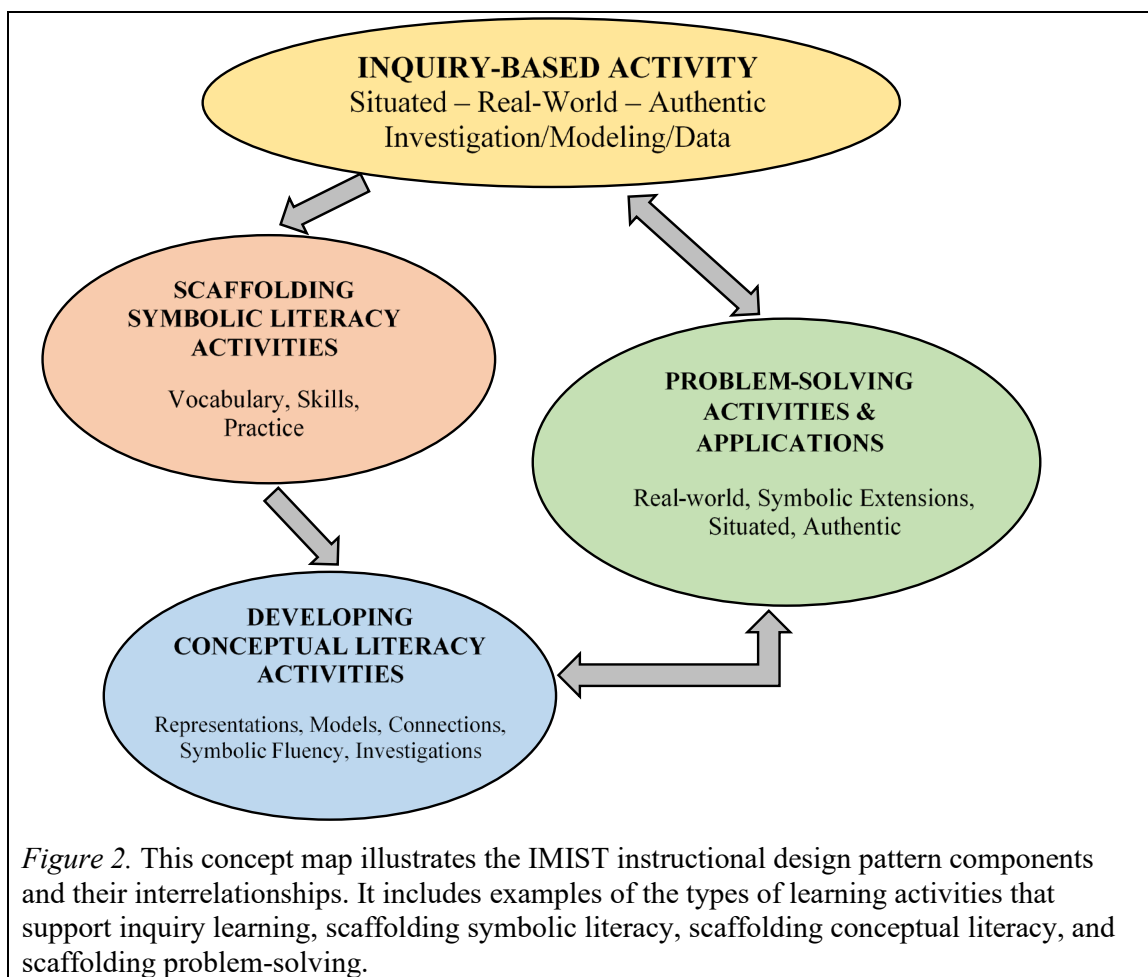 INQUIRY-BASED ACTIVITY
Situated – Real-World – Authentic
Investigation/Modeling/Data
SCAFFOLDING
SYMBOLIC LITERACY
ACTIVITIES
Vocabulary, Skills,
Practice
PROBLEM-SOLVING
ACTIVITIES &
APPLICATIONS
Real-world, Symbolic Extensions,
Situated, Authentic
DEVELOPING
CONCEPTUAL LITERACY
ACTIVITIES
Representations, Models, Connections,
Symbolic Fluency, Investigations
Figure 2. This concept map illustrates the IMIST instructional design pattern components
and their interrelationships. It includes examples of the types of learning activities that
support inquiry learning, scaffolding symbolic literacy, scaffolding conceptual literacy, and
scaffolding problem-solving.